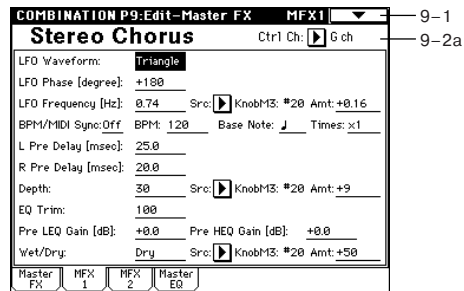 COMBINATION P9:Edit-Master FX MFX1
9-1
Stereo Chorus Ctrl Ch: G ch
9-2a
LFO Waveform: Triangle
LFO Phase [degree]: +180
LFO Frequency [Hz]: 0.74 Src: KnobM3: #20 Amt: +0.16
BPM/MIDI Sync: Off BPM: 120 Base Note: ♩ Times: x1
L Pre Delay [msec]: 25.0
R Pre Delay [msec]: 20.0
Depth: 30 Src: KnobM3: #20 Amt: +9
EQ Trim: 100
Pre LEQ Gain [dB]: +0.0 Pre HEQ Gain [dB]: +0.0
Wet/Dry: Dry Src: KnobM3: #20 Amt: +50
Master FX MFX 1 MFX 2 Master EQ